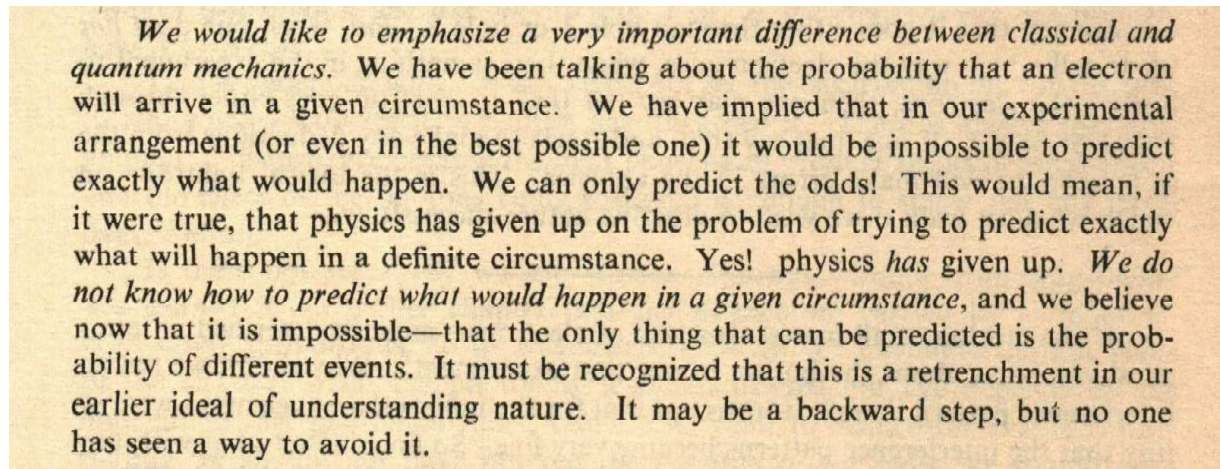 We would like to emphasize a very important difference between classical and
quantum mechanics. We have been talking about the probability that an electron
will arrive in a given circumstance. We have implied that in our experimental
arrangement (or even in the best possible one) it would be impossible to predict
exactly what would happen. We can only predict the odds! This would mean, if
it were true, that physics has given up on the problem of trying to predict exactly
what will happen in a definite circumstance. Yes! physics has given up. We do
not know how to predict what would happen in a given circumstance, and we believe
now that it is impossible—that the only thing that can be predicted is the prob-
ability of different events. It must be recognized that this is a retrenchment in our
earlier ideal of understanding nature. It may be a backward step, but no one
has seen a way to avoid it.